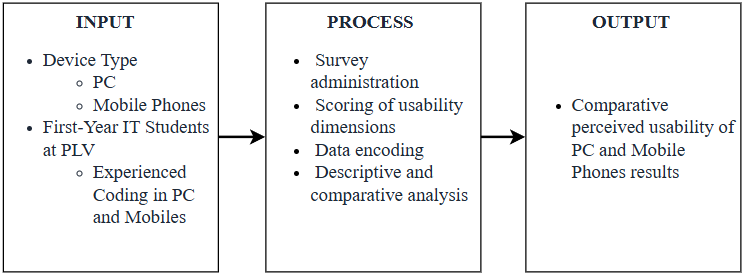 INPUT
• Device Type
○ PC
○ Mobile Phones
• First-Year IT Students
at PLV
○ Experienced
Coding in PC
and Mobiles
PROCESS
• Survey
administration
• Scoring of usability
dimensions
• Data encoding
• Descriptive and
comparative analysis
OUTPUT
• Comparative
perceived usability of
PC and Mobile
Phones results